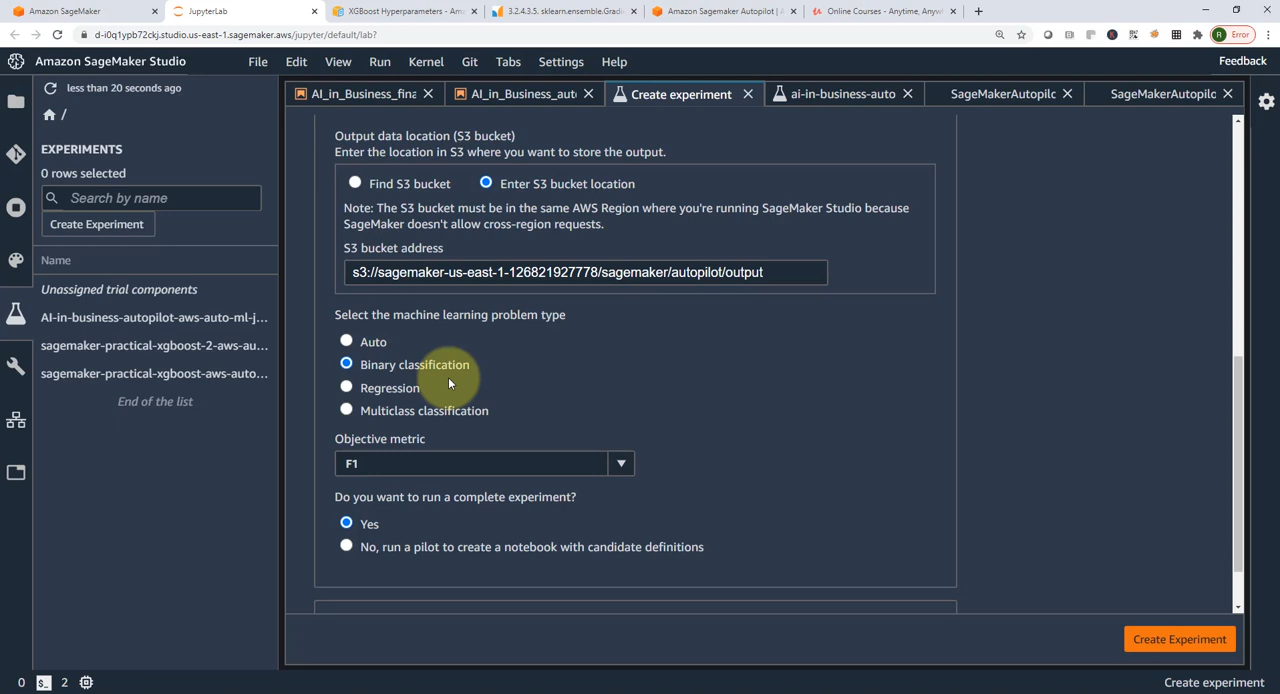 Amazon SageMaker
JupyterLab
XGBoost Hyperparameters - Am
3.2.4.3.5. sklearn.ensemble.Gradi
Amazon Sagemaker Autopilot | A
Online Courses - Anytime, Anyw
d-i0q1ypb72ckj.studio.us-east-1.sagemaker.aws/jupyter/default/lab?
R Error
Amazon SageMaker Studio
File Edit View Run Kernel Git Tabs Settings Help
Feedback
less than 20 seconds ago
/
EXPERIMENTS
0 rows selected
Search by name
Create Experiment
Name
Unassigned trial components
AI-in-business-autopilot-aws-auto-ml-j...
sagemaker-practical-xgboost-2-aws-au...
sagemaker-practical-xgboost-aws-auto...
End of the list
AI_in_Business_fina
AI_in_Business_aut
Create experiment
ai-in-business-auto
SageMakerAutopilo
SageMakerAutopilo
Output data location (S3 bucket)
Enter the location in S3 where you want to store the output.
Find S3 bucket
Enter S3 bucket location
Note: The S3 bucket must be in the same AWS Region where you're running SageMaker Studio because
SageMaker doesn't allow cross-region requests.
S3 bucket address
s3://sagemaker-us-east-1-126821927778/sagemaker/autopilot/output
Select the machine learning problem type
Auto
Binary classification
Regression
Multiclass classification
Objective metric
F1
Do you want to run a complete experiment?
Yes
No, run a pilot to create a notebook with candidate definitions
Create Experiment
0
2
Create experiment